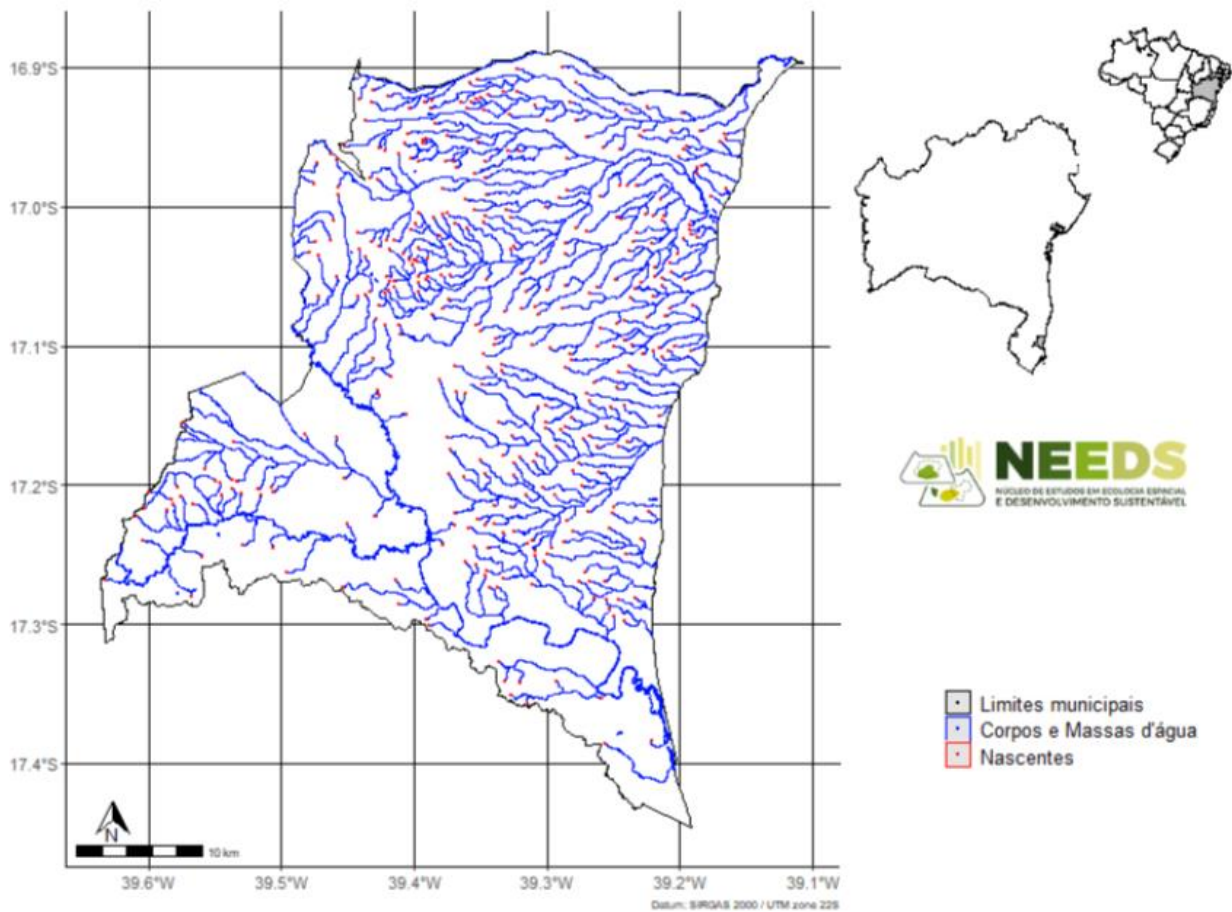 16.9°S
17.0°S
17.1°S
17.2°S
17.3°S
17.4°S
N
10 km
39.6°W
39.5°W
39.4°W
39.3°W
39.2°W
39.1°W
Datum: SIRGAS 2000 / UTM zone 22S
NEEDS
NÚCLEO DE ESTUDOS EM ECOLOGIA ESPACIAL
E DESENVOLVIMENTO SUSTENTÁVEL
Limites municipais
Corpos e Massas d'água
Nascentes